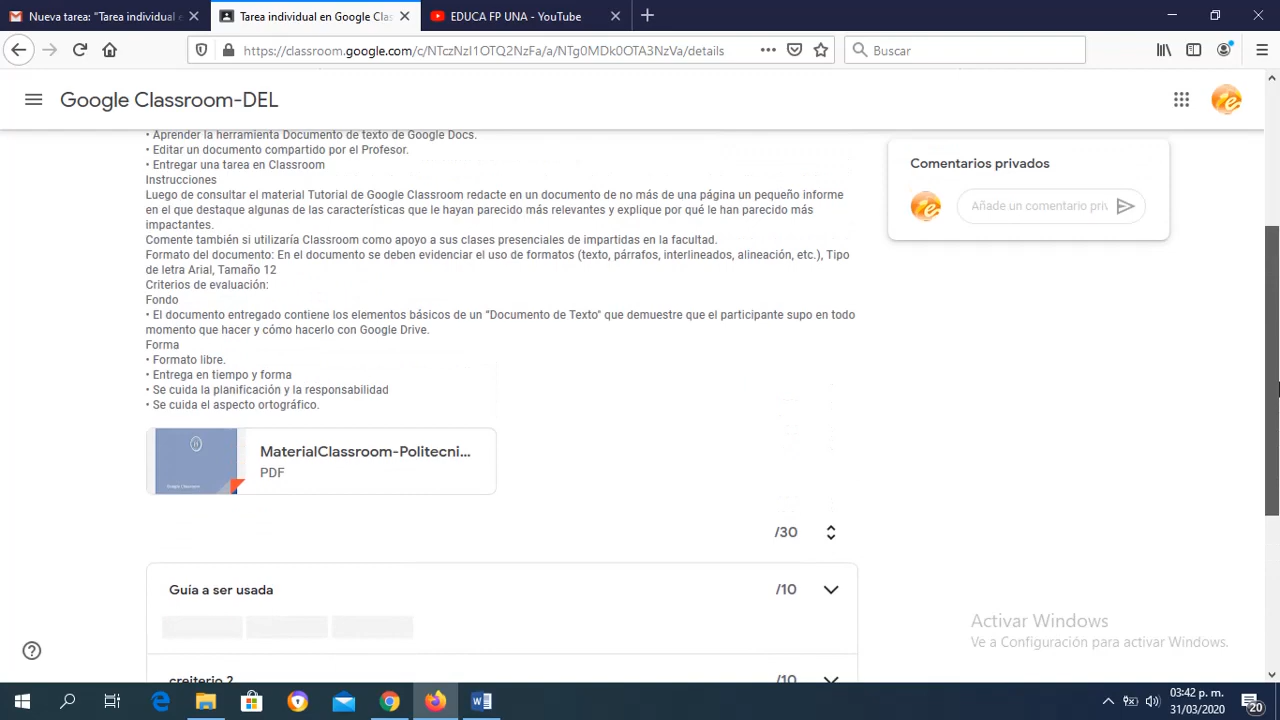 Nueva tarea: "Tarea individual e
Tarea individual en Google Clas
EDUCA FP UNA - YouTube
https://classroom.google.com/c/NTczNzI1OTQ2NzFa/a/NTg0MDk0OTA3NzVa/details
Buscar
Google Classroom-DEL
• Aprender la herramienta Documento de texto de Google Docs.
• Editar un documento compartido por el Profesor.
• Entregar una tarea en Classroom
Instrucciones
Luego de consultar el material Tutorial de Google Classroom redacte en un documento de no más de una página un pequeño informe
en el que destaque algunas de las características que le hayan parecido más relevantes y explique por qué le han parecido más
impactantes.
Comente también si utilizaría Classroom como apoyo a sus clases presenciales de impartidas en la facultad.
Formato del documento: En el documento se deben evidenciar el uso de formatos (texto, párrafos, interlineados, alineación, etc.), Tipo
de letra Arial, Tamaño 12
Criterios de evaluación:
Fondo
• El documento entregado contiene los elementos básicos de un "Documento de Texto" que demuestre que el participante supo en todo
momento que hacer y cómo hacerlo con Google Drive.
Forma
• Formato libre.
• Entrega en tiempo y forma
• Se cuida la planificación y la responsabilidad
• Se cuida el aspecto ortográfico.
MaterialClassroom-Politecni...
PDF
/30
Guía a ser usada /10
creiterio 2 /10
Comentarios privados
Añade un comentario priv
Activar Windows
Ve a Configuración para activar Windows.
03:42 p. m.
31/03/2020
20